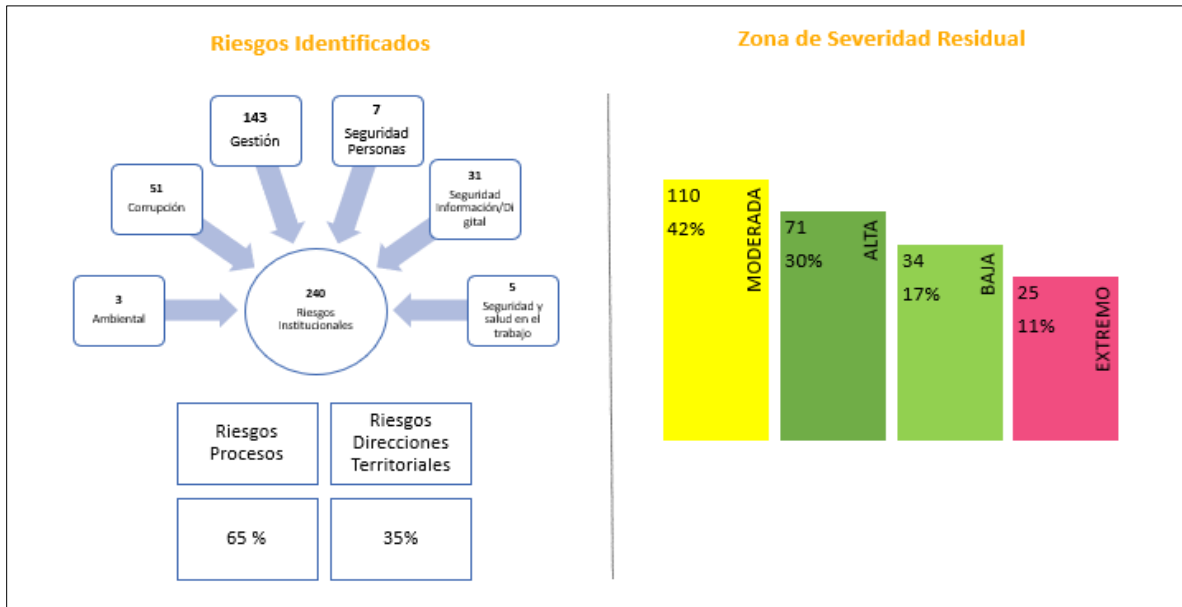 Riesgos Identificados
143
Gestión
7
Seguridad
Personas
51
Corrupción
31
Seguridad
Información/Di
gital
3
Ambiental
240
Riesgos
Institucionales
5
Seguridad y
salud en el
trabajo
Riesgos
Procesos
Riesgos
Direcciones
Territoriales
65 %
35%
Zona de Severidad Residual
110
42%
MODERADA
71
30%
ALTA
34
17%
BAJA
25
11%
EXTREMO